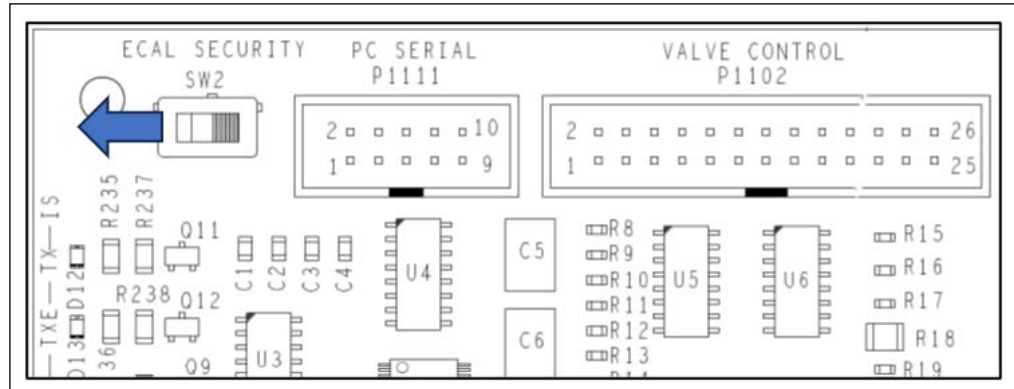 ECAL SECURITY
SW2
PC SERIAL
P1111
VALVE CONTROL
P1102
2 10
1 9
2 26
1 25
TXE TX IS
R235
R237
Q11
D12
R238
Q12
D13
36
Q9
C1
C2
C3
C4
U3
U4
C5
C6
R8
R9
R10
R11
R12
R13
U5
U6
R15
R16
R17
R18
R19